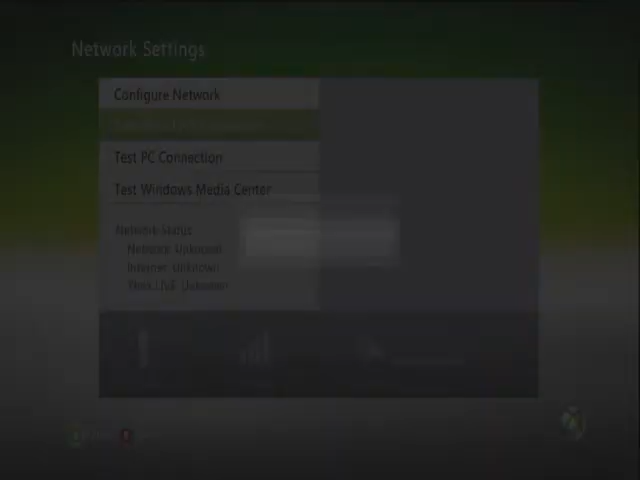 Network Settings
Configure Network
Test PC Connection
Test Windows Media Center
Network Status
Network Unknown
Internet Unknown
Xbox LIVE Unknown